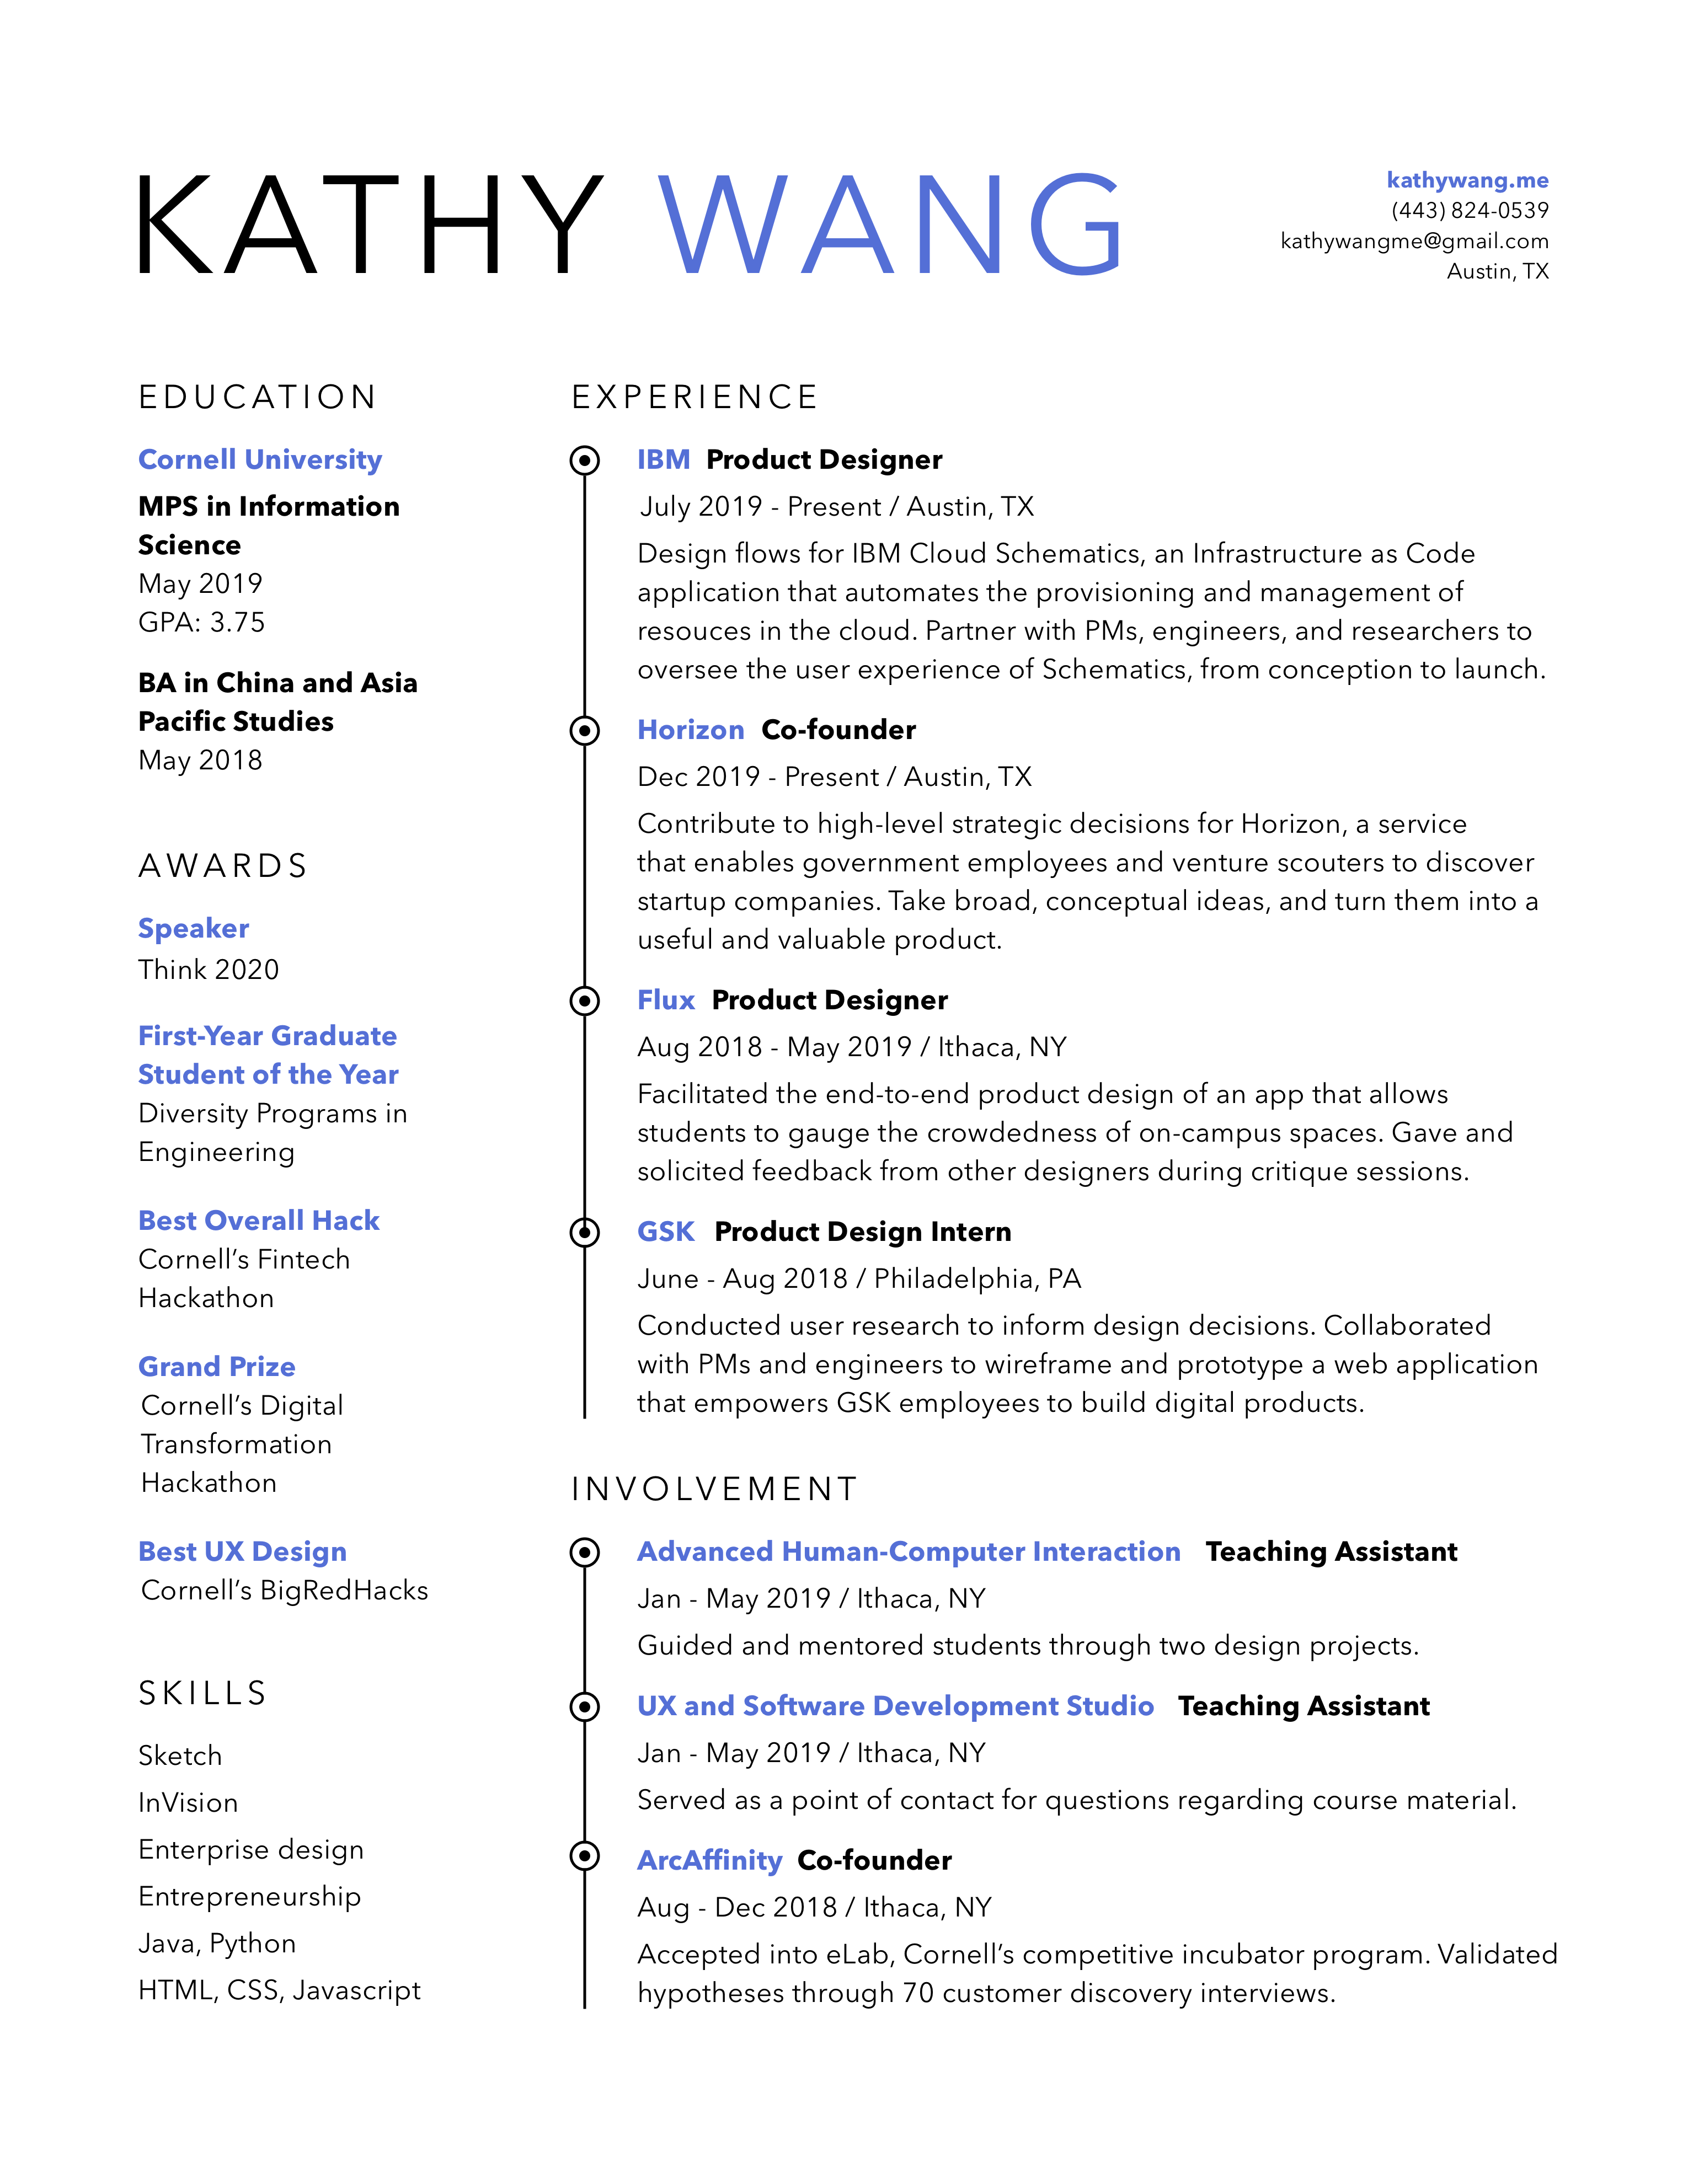 KATHY WANG
kathywang.me
(443) 824-0539
kathywangme@gmail.com
Austin, TX
EDUCATION
Cornell University
MPS in Information
Science
May 2019
GPA: 3.75
BA in China and Asia
Pacific Studies
May 2018
AWARDS
Speaker
Think 2020
First-Year Graduate
Student of the Year
Diversity Programs in
Engineering
Best Overall Hack
Cornell’s Fintech
Hackathon
Grand Prize
Cornell’s Digital
Transformation
Hackathon
Best UX Design
Cornell’s BigRedHacks
SKILLS
Sketch
InVision
Enterprise design
Entrepreneurship
Java, Python
HTML, CSS, Javascript
EXPERIENCE
IBM Product Designer
July 2019 - Present / Austin, TX
Design flows for IBM Cloud Schematics, an Infrastructure as Code
application that automates the provisioning and management of
resouces in the cloud. Partner with PMs, engineers, and researchers to
oversee the user experience of Schematics, from conception to launch.
Horizon Co-founder
Dec 2019 - Present / Austin, TX
Contribute to high-level strategic decisions for Horizon, a service
that enables government employees and venture scouters to discover
startup companies. Take broad, conceptual ideas, and turn them into a
useful and valuable product.
Flux Product Designer
Aug 2018 - May 2019 / Ithaca, NY
Facilitated the end-to-end product design of an app that allows
students to gauge the crowdedness of on-campus spaces. Gave and
solicited feedback from other designers during critique sessions.
GSK Product Design Intern
June - Aug 2018 / Philadelphia, PA
Conducted user research to inform design decisions. Collaborated
with PMs and engineers to wireframe and prototype a web application
that empowers GSK employees to build digital products.
INVOLVEMENT
Advanced Human-Computer Interaction Teaching Assistant
Jan - May 2019 / Ithaca, NY
Guided and mentored students through two design projects.
UX and Software Development Studio Teaching Assistant
Jan - May 2019 / Ithaca, NY
Served as a point of contact for questions regarding course material.
ArcAffinity Co-founder
Aug - Dec 2018 / Ithaca, NY
Accepted into eLab, Cornell’s competitive incubator program. Validated
hypotheses through 70 customer discovery interviews.